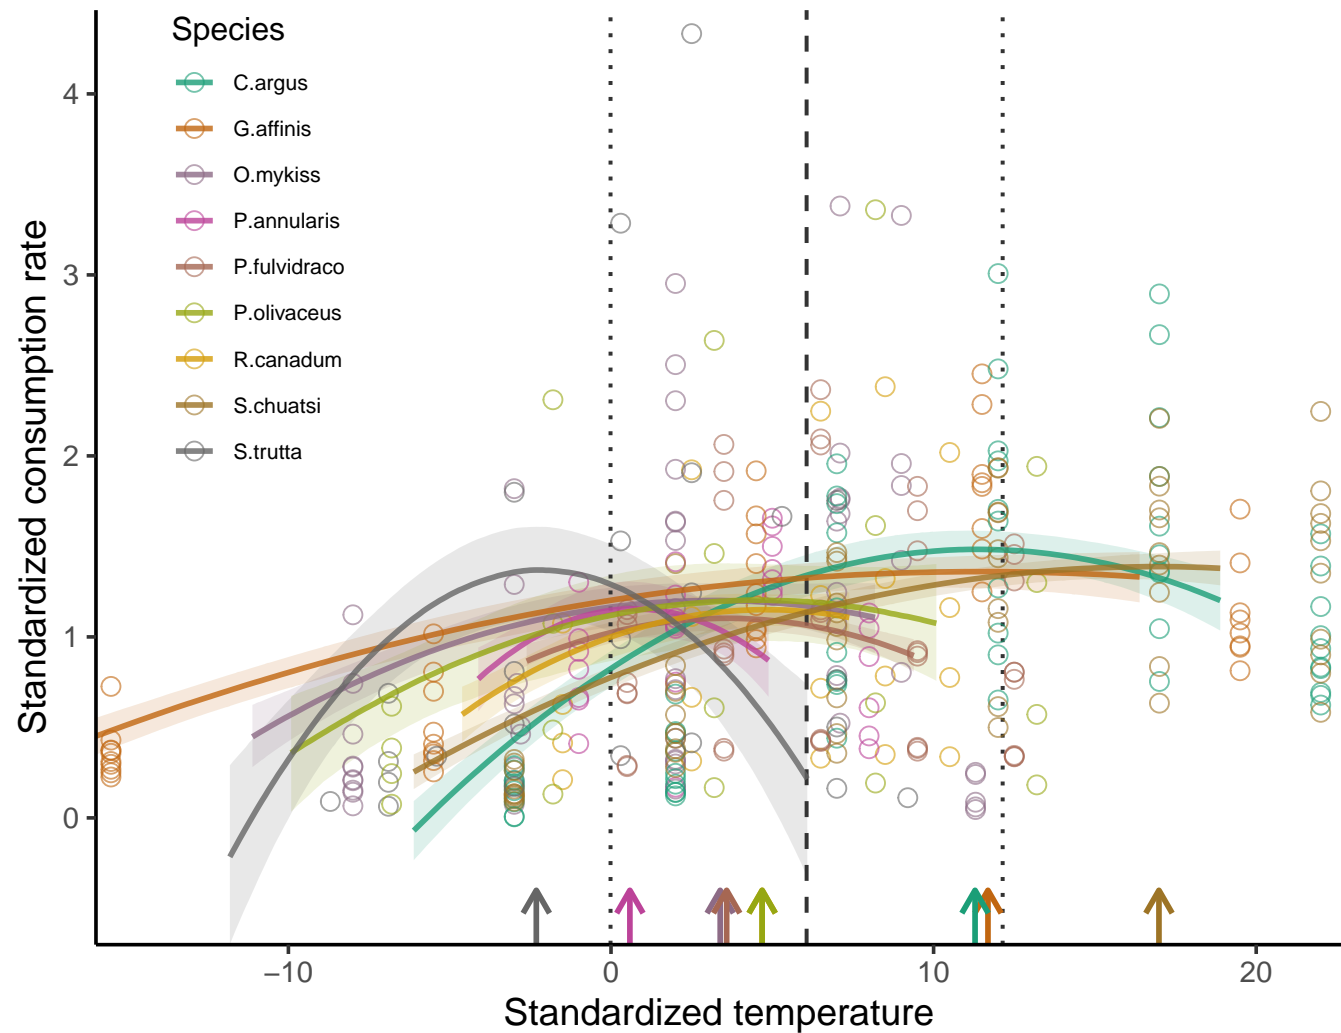 Species
C.argus
G.affinis
O.mykiss
P.annularis
P.fulvidraco
P.olivaceus
R.canadum
S.chuatsi
S.trutta
Standardized consumption rate
4
3
2
1
0
−10 0 10 20
Standardized temperature